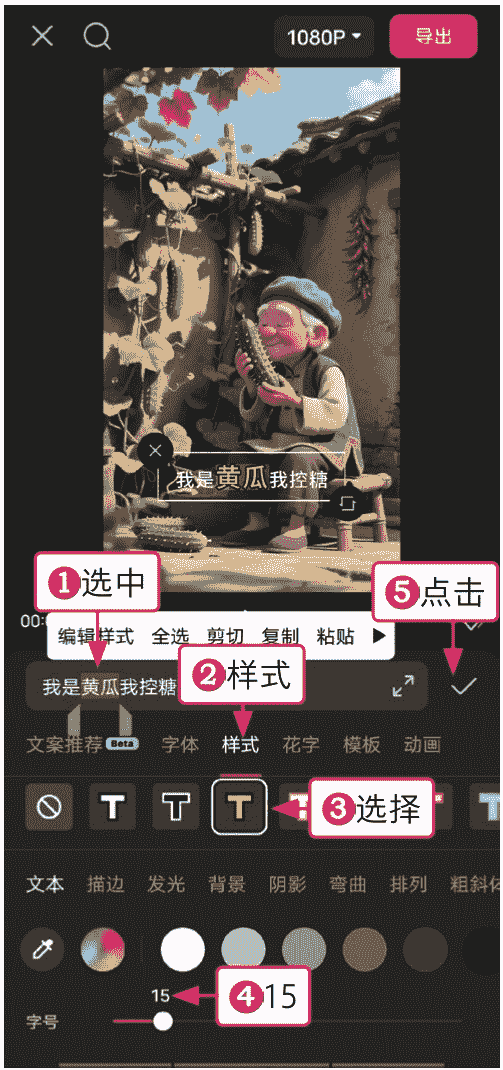 1080P
导出
我是黄瓜我控糖
❶选中
❺点击
00:
编辑样式 全选 剪切 复制 粘贴
❷样式
我是黄瓜我控糖
文案推荐 Beta 字体 样式 花字 模板 动画
T T T
❸选择
文本 描边 发光 背景 阴影 弯曲 排列 粗斜体
15
❹15
字号